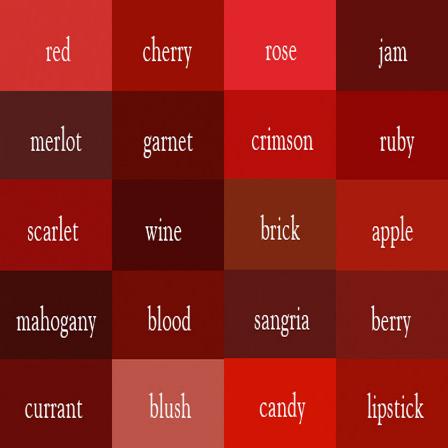 red cherry rose jam
merlot garnet crimson ruby
scarlet wine brick apple
mahogany blood sangria berry
currant blush candy lipstick